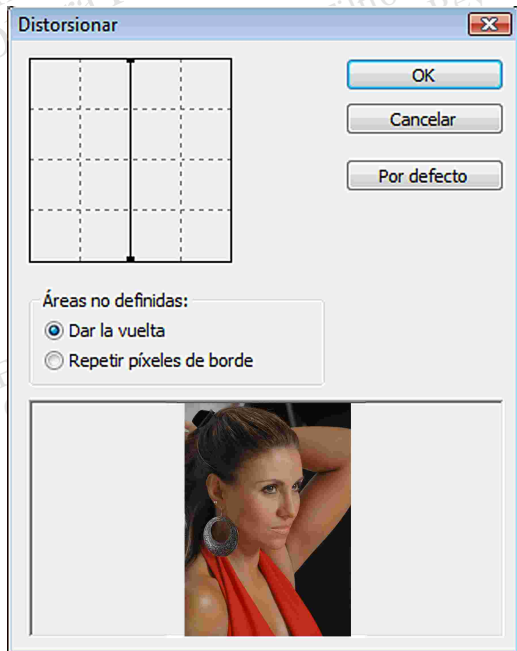 Distorsionar
OK
Cancelar
Por defecto
Áreas no definidas:
Dar la vuelta
Repetir píxeles de borde